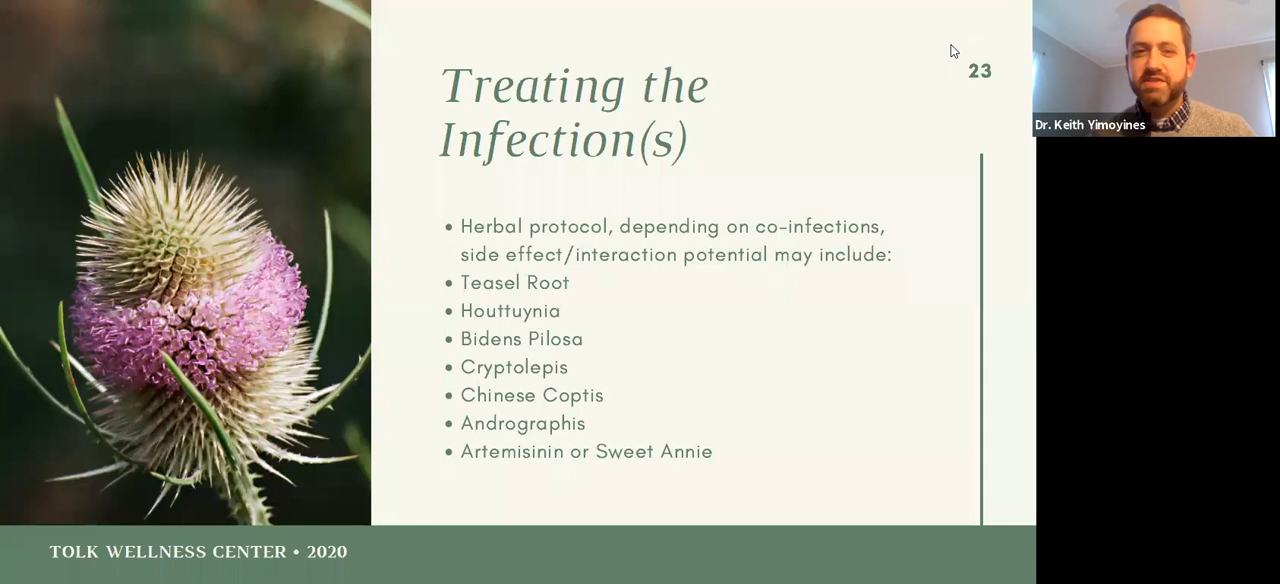 Treating the
Infection(s)
23
Dr. Keith Yimoyines
• Herbal protocol, depending on co-infections,
side effect/interaction potential may include:
• Teasel Root
• Houttuynia
• Bidens Pilosa
• Cryptolepis
• Chinese Coptis
• Andrographis
• Artemisinin or Sweet Annie
TOLK WELLNESS CENTER • 2020